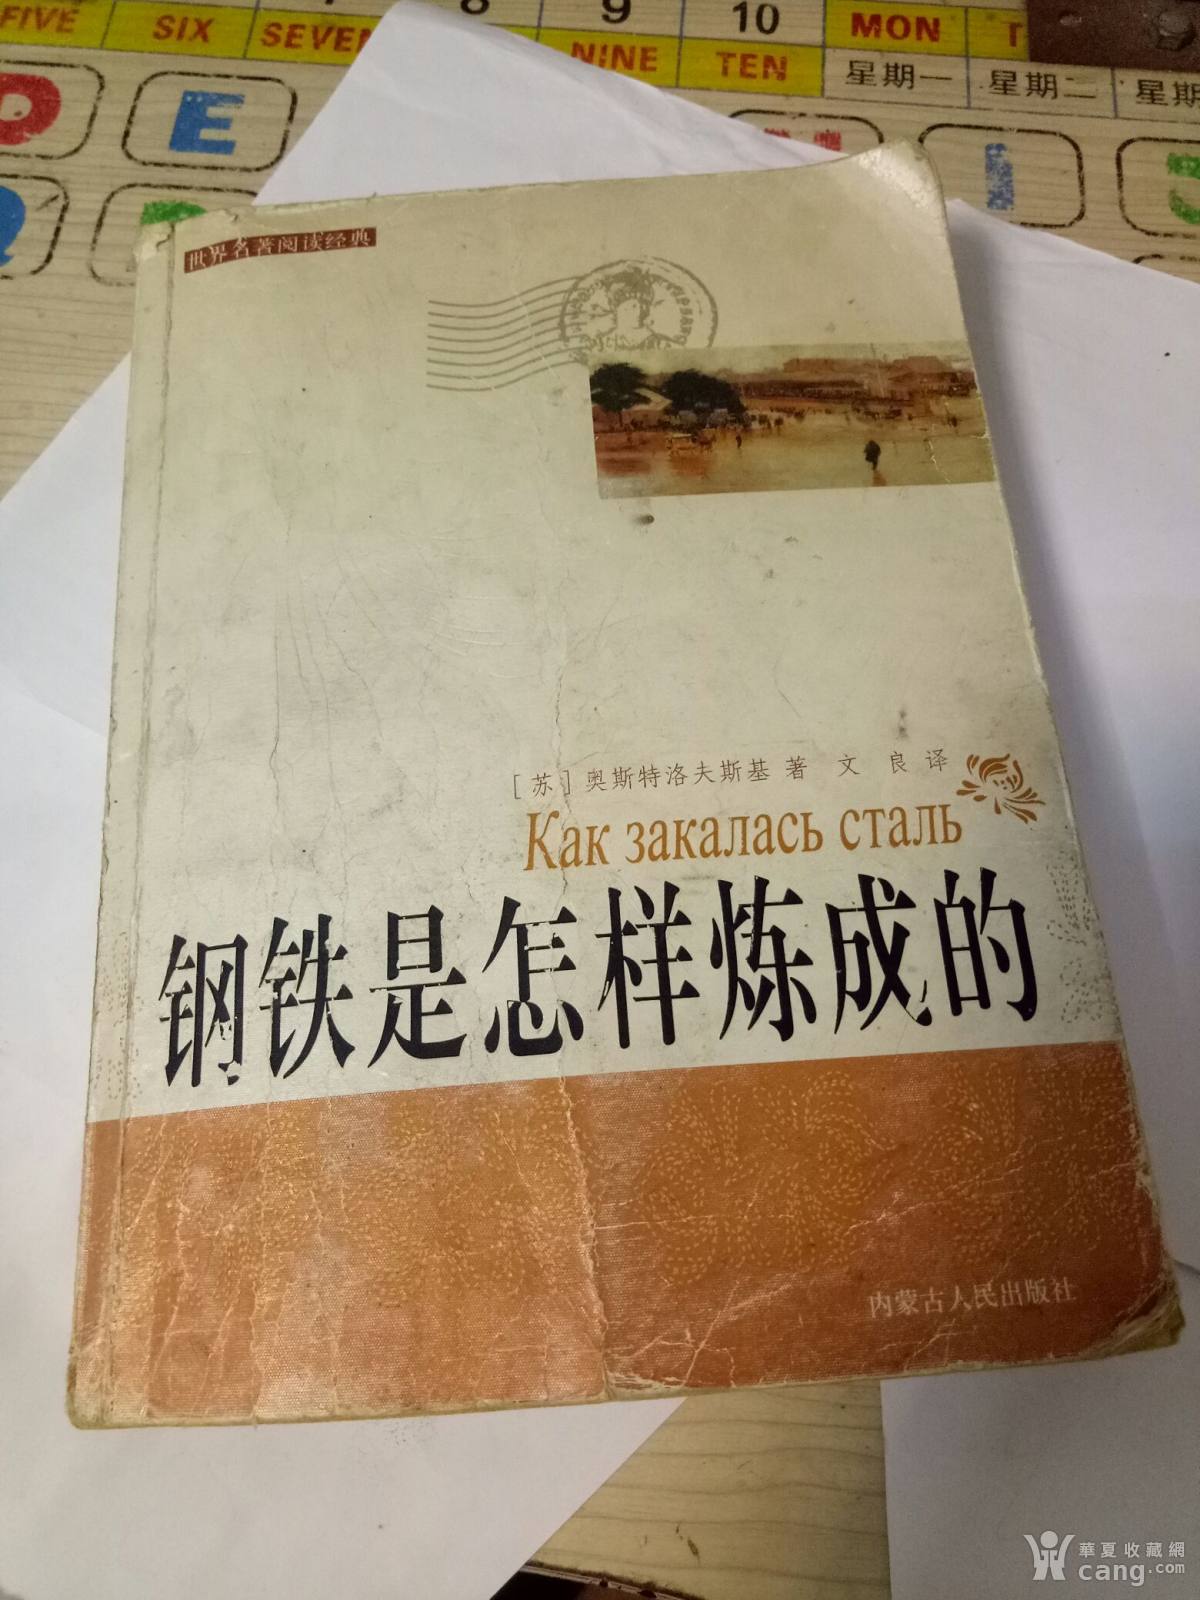 8 9 10
FIVE SIX SEVEN NINE TEN MON
星期一 星期二 星期
E
世界名著阅读经典
[苏]奥斯特洛夫斯基 著 文 良 译
Как закалась сталь
钢铁是怎样炼成的
内蒙古人民出版社
華夏收藏網
cang.com